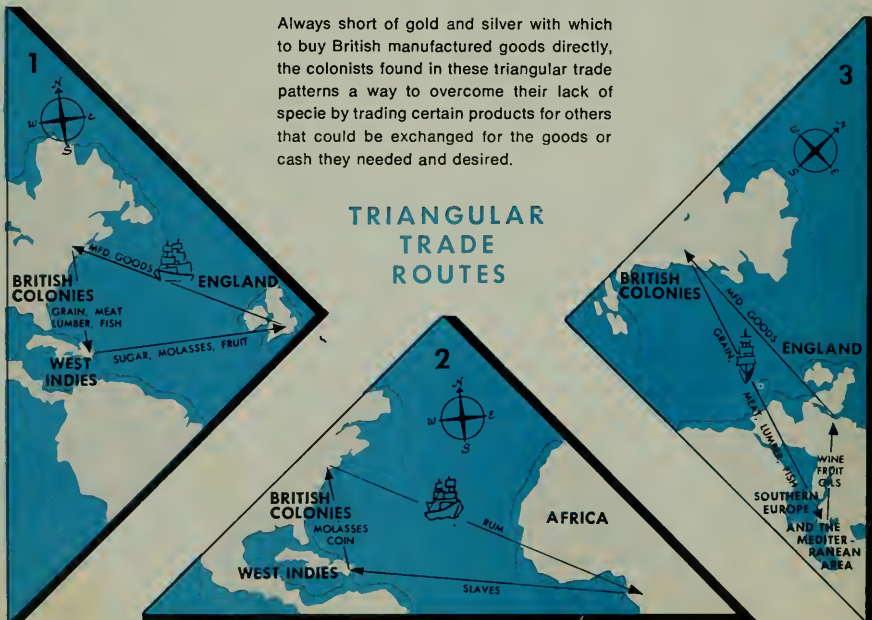 Always short of gold and silver with which
to buy British manufactured goods directly,
the colonists found in these triangular trade
patterns a way to overcome their lack of
specie by trading certain products for others
that could be exchanged for the goods or
cash they needed and desired.
TRIANGULAR
TRADE
ROUTES
1
N
W E
S
MFD GOODS
ENGLAND
BRITISH
COLONIES
GRAIN, MEAT
LUMBER, FISH
SUGAR, MOLASSES, FRUIT
WEST
INDIES
2
N
W E
S
BRITISH
COLONIES
MOLASSES
COIN
RUM
AFRICA
WEST INDIES
SLAVES
3
N
W
S
E
BRITISH
COLONIES
MFD GOODS
ENGLAND
GRAIN,
MEAT, LUMBER, FISH
WINE
FRUIT
OILS
SOUTHERN
EUROPE
AND THE
MEDITER-
RANEAN
AREA